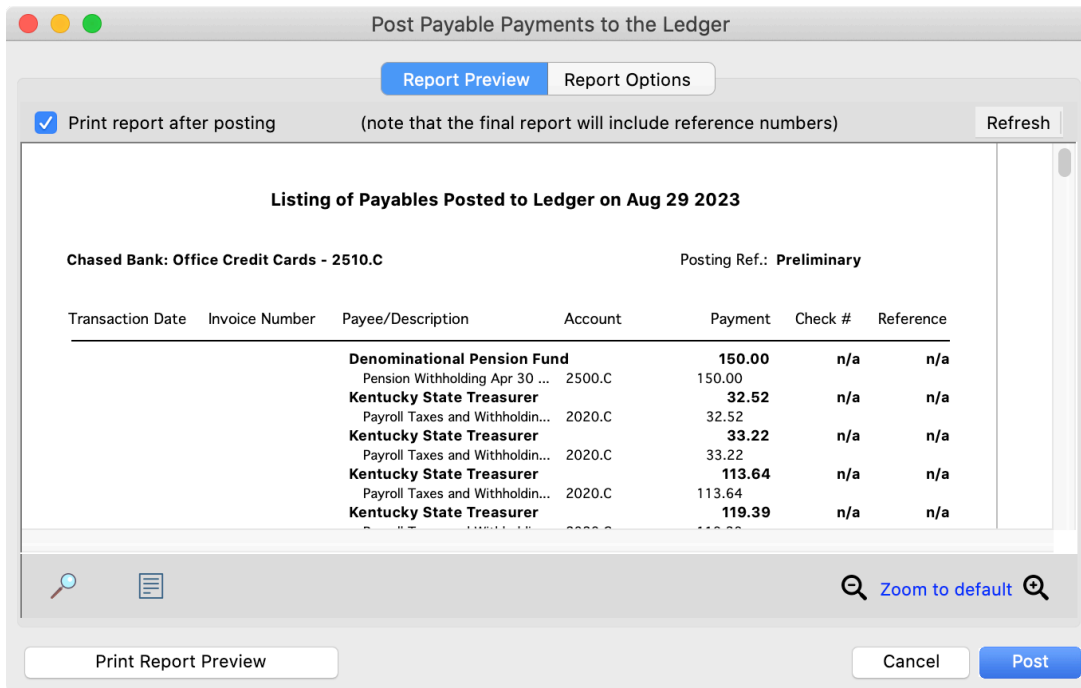 Post Payable Payments to the Ledger
Report Preview Report Options
Print report after posting (note that the final report will include reference numbers) Refresh
Listing of Payables Posted to Ledger on Aug 29 2023
Chased Bank: Office Credit Cards - 2510.C Posting Ref.: Preliminary
Transaction Date Invoice Number Payee/Description Account Payment Check # Reference
Denominational Pension Fund 150.00 n/a n/a
Pension Withholding Apr 30 ... 2500.C 150.00
Kentucky State Treasurer 32.52 n/a n/a
Payroll Taxes and Withholdin... 2020.C 32.52
Kentucky State Treasurer 33.22 n/a n/a
Payroll Taxes and Withholdin... 2020.C 33.22
Kentucky State Treasurer 113.64 n/a n/a
Payroll Taxes and Withholdin... 2020.C 113.64
Kentucky State Treasurer 119.39 n/a n/a
Zoom to default
Print Report Preview Cancel Post